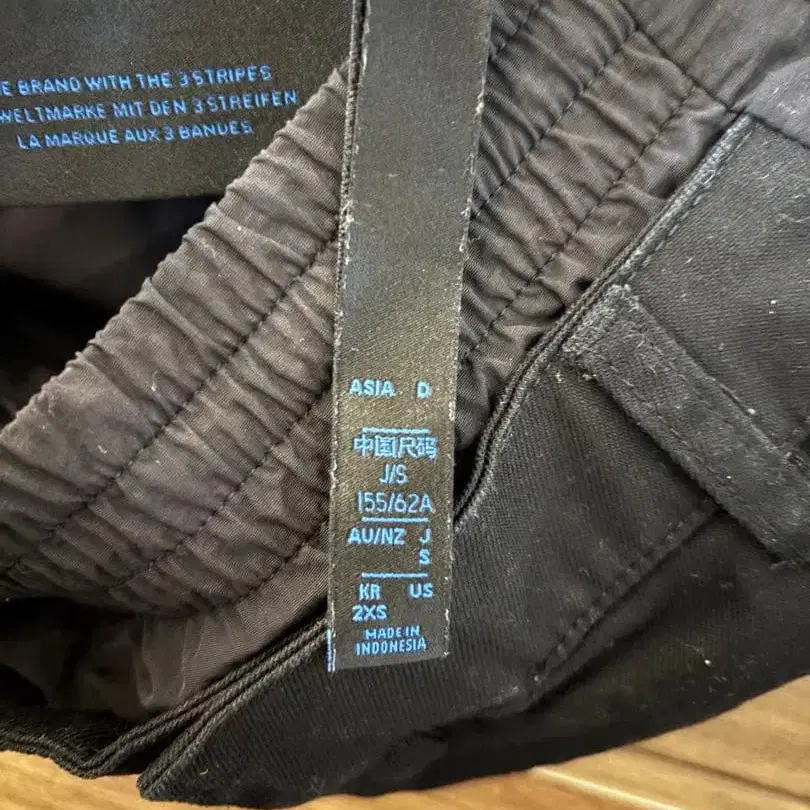 E BRAND WITH THE 3 STRIPES
WELTMARKE MIT DEN 3 STREIFEN
LA MARQUE AUX 3 BANDES
ASIA D
中国尺码
J/S
155/62A
AU/NZ J
S
KR US
2XS
MADE IN
INDONESIA